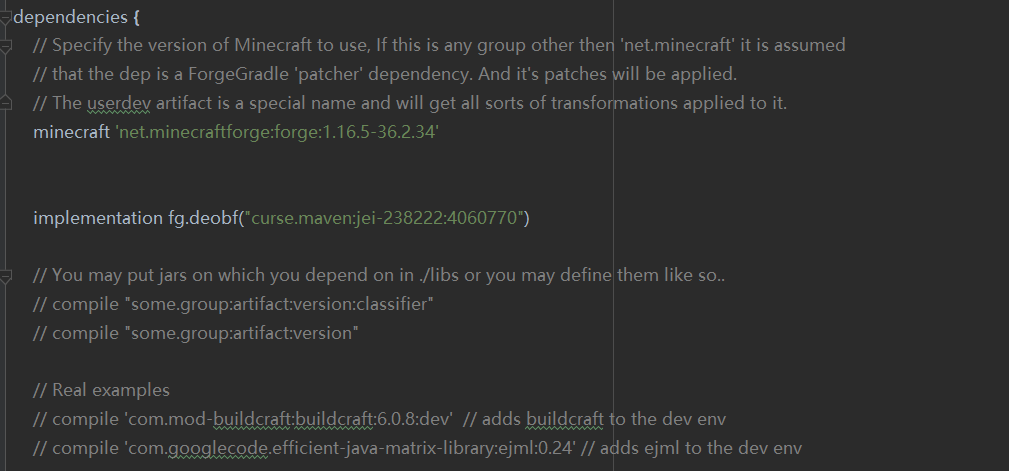 dependencies {
// Specify the version of Minecraft to use, If this is any group other then 'net.minecraft' it is assumed
// that the dep is a ForgeGradle 'patcher' dependency. And it's patches will be applied.
// The userdev artifact is a special name and will get all sorts of transformations applied to it.
minecraft 'net.minecraftforge:forge:1.16.5-36.2.34'
implementation fg.deobf("curse.maven:jei-238222:4060770")
// You may put jars on which you depend on in ./libs or you may define them like so..
// compile "some.group:artifact:version:classifier"
// compile "some.group:artifact:version"
// Real examples
// compile 'com.mod-buildcraft:buildcraft:6.0.8:dev'  // adds buildcraft to the dev env
// compile 'com.googlecode.efficient-java-matrix-library:ejml:0.24' // adds ejml to the dev env